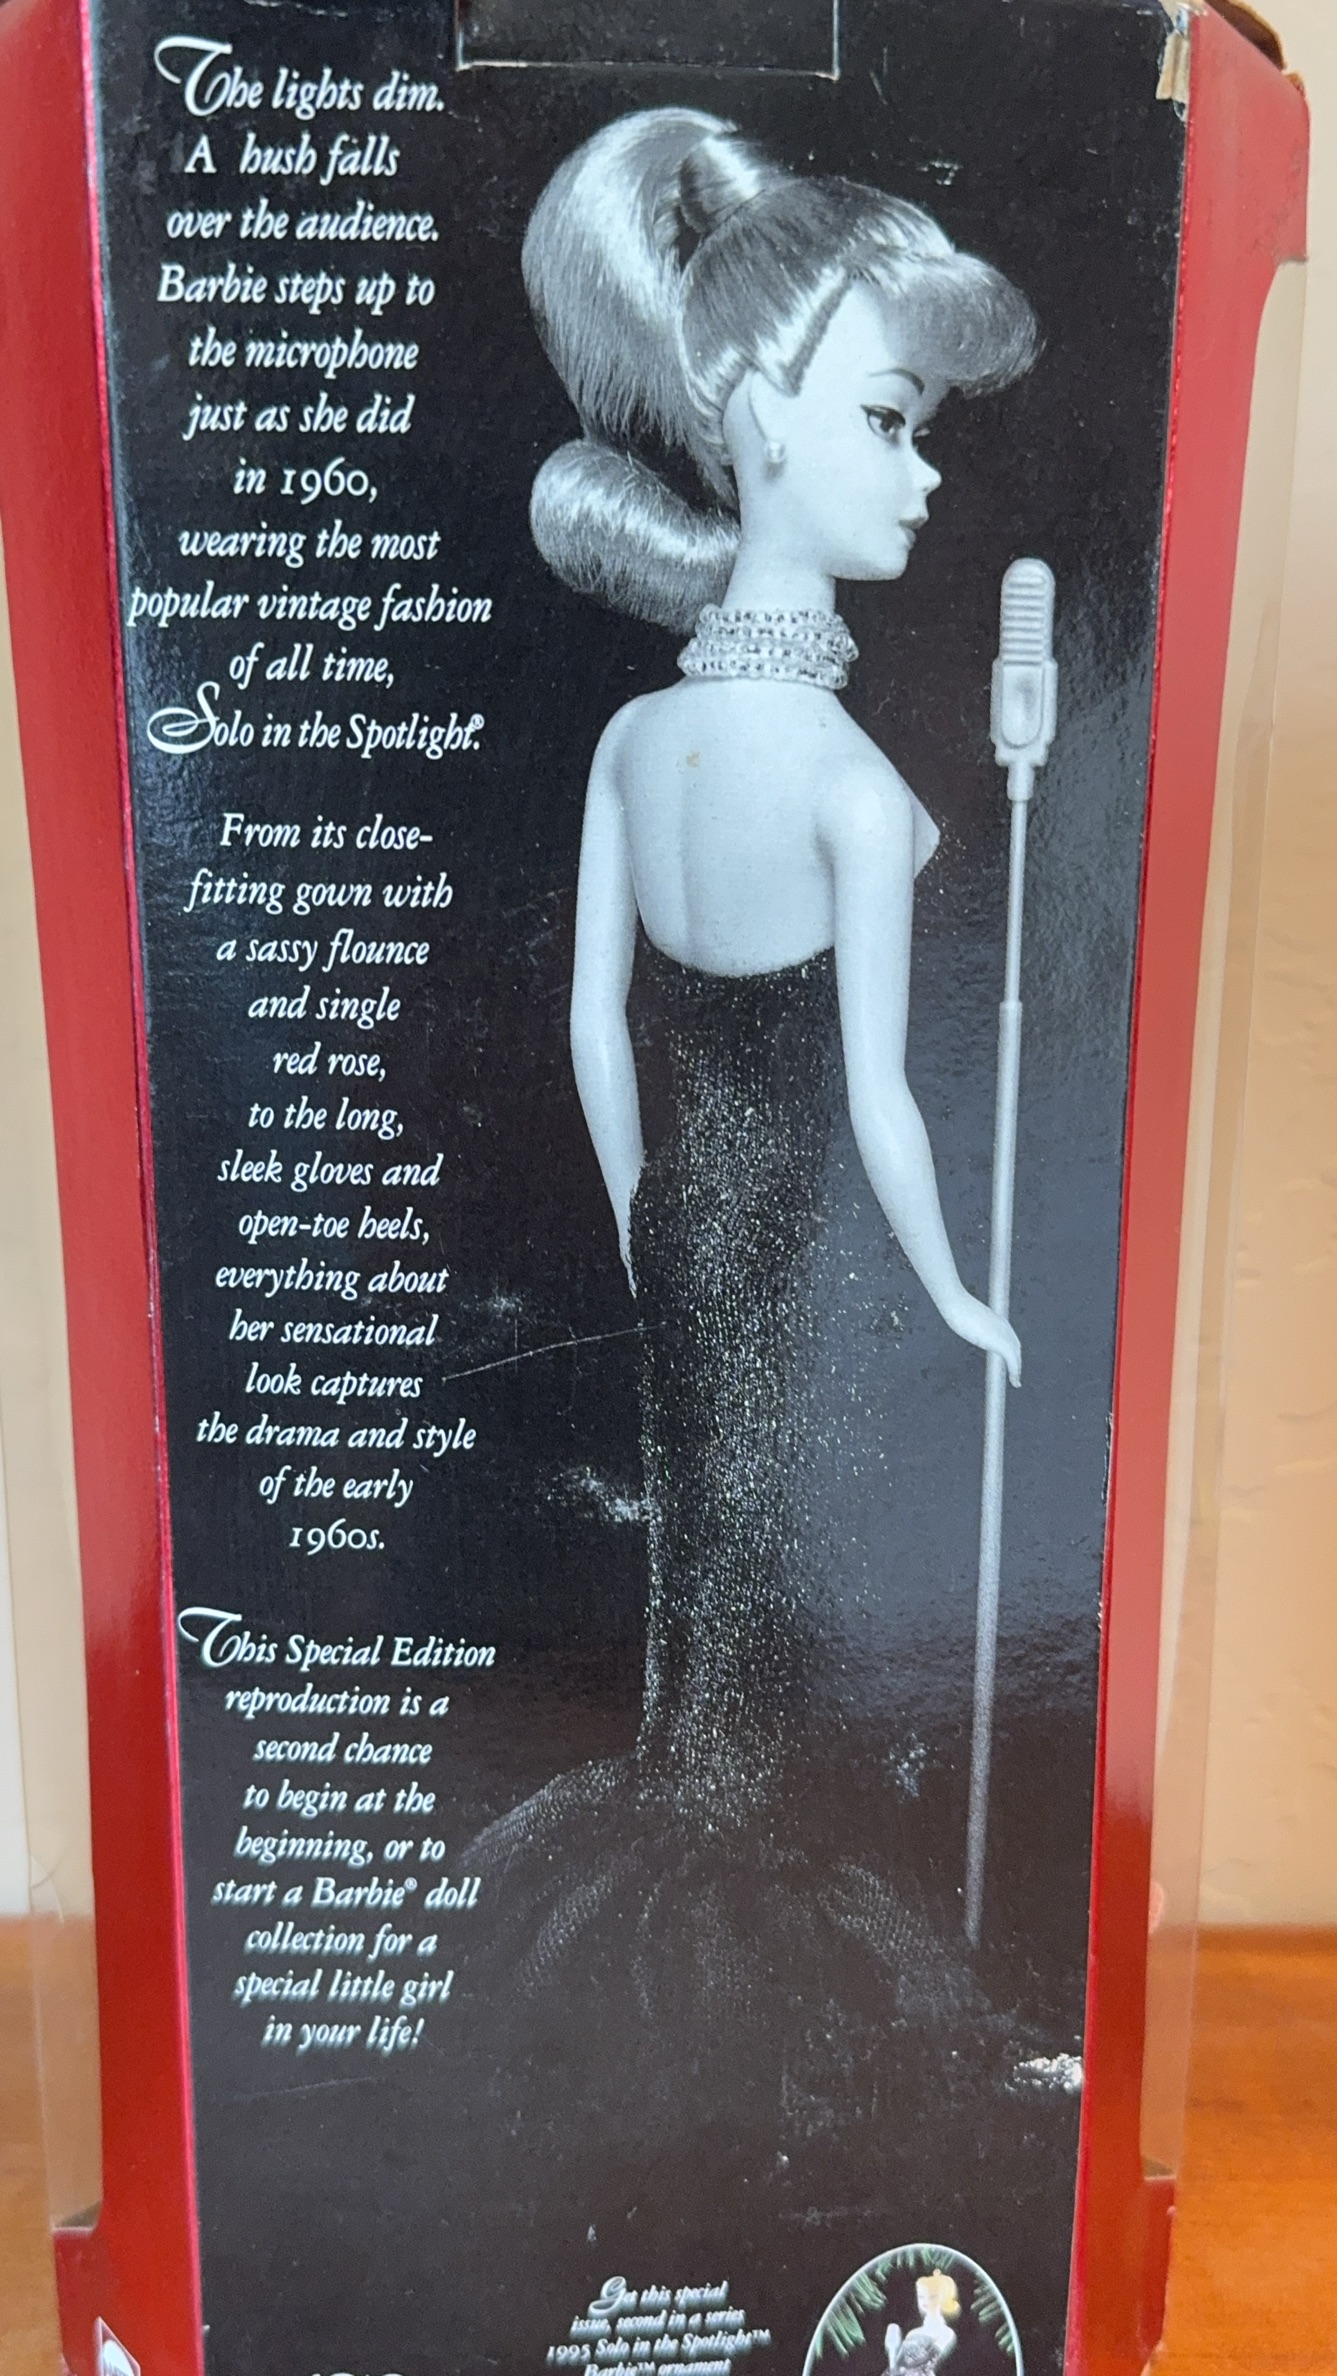 The lights dim.
A hush falls
over the audience.
Barbie steps up to
the microphone
just as she did
in 1960,
wearing the most
popular vintage fashion
of all time,
Solo in the Spotlight®.
From its close-
fitting gown with
a sassy flounce
and single
red rose,
to the long,
sleek gloves and
open-toe heels,
everything about
her sensational
look captures
the drama and style
of the early
1960s.
This Special Edition
reproduction is a
second chance
to begin at the
beginning, or to
start a Barbie® doll
collection for a
special little girl
in your life!
Get this special
issue, second in a series
1995 Solo in the Spotlight™
Barbie™ ornament